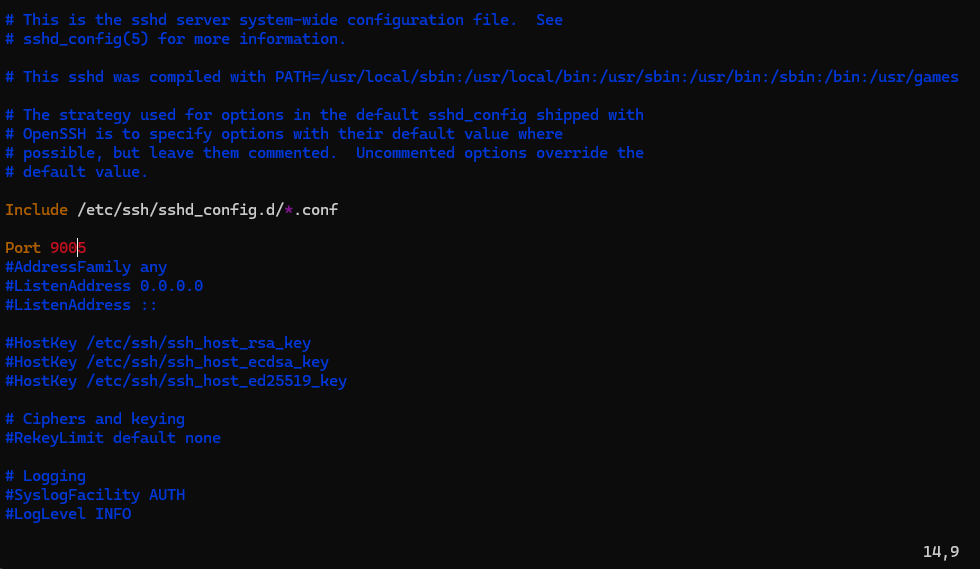 # This is the sshd server system-wide configuration file.  See
# sshd_config(5) for more information.
# This sshd was compiled with PATH=/usr/local/sbin:/usr/local/bin:/usr/sbin:/usr/bin:/sbin:/bin:/usr/games
# The strategy used for options in the default sshd_config shipped with
# OpenSSH is to specify options with their default value where
# possible, but leave them commented.  Uncommented options override the
# default value.
Include /etc/ssh/sshd_config.d/*.conf
Port 9005
#AddressFamily any
#ListenAddress 0.0.0.0
#ListenAddress ::
#HostKey /etc/ssh/ssh_host_rsa_key
#HostKey /etc/ssh/ssh_host_ecdsa_key
#HostKey /etc/ssh/ssh_host_ed25519_key
# Ciphers and keying
#RekeyLimit default none
# Logging
#SyslogFacility AUTH
#LogLevel INFO
14,9